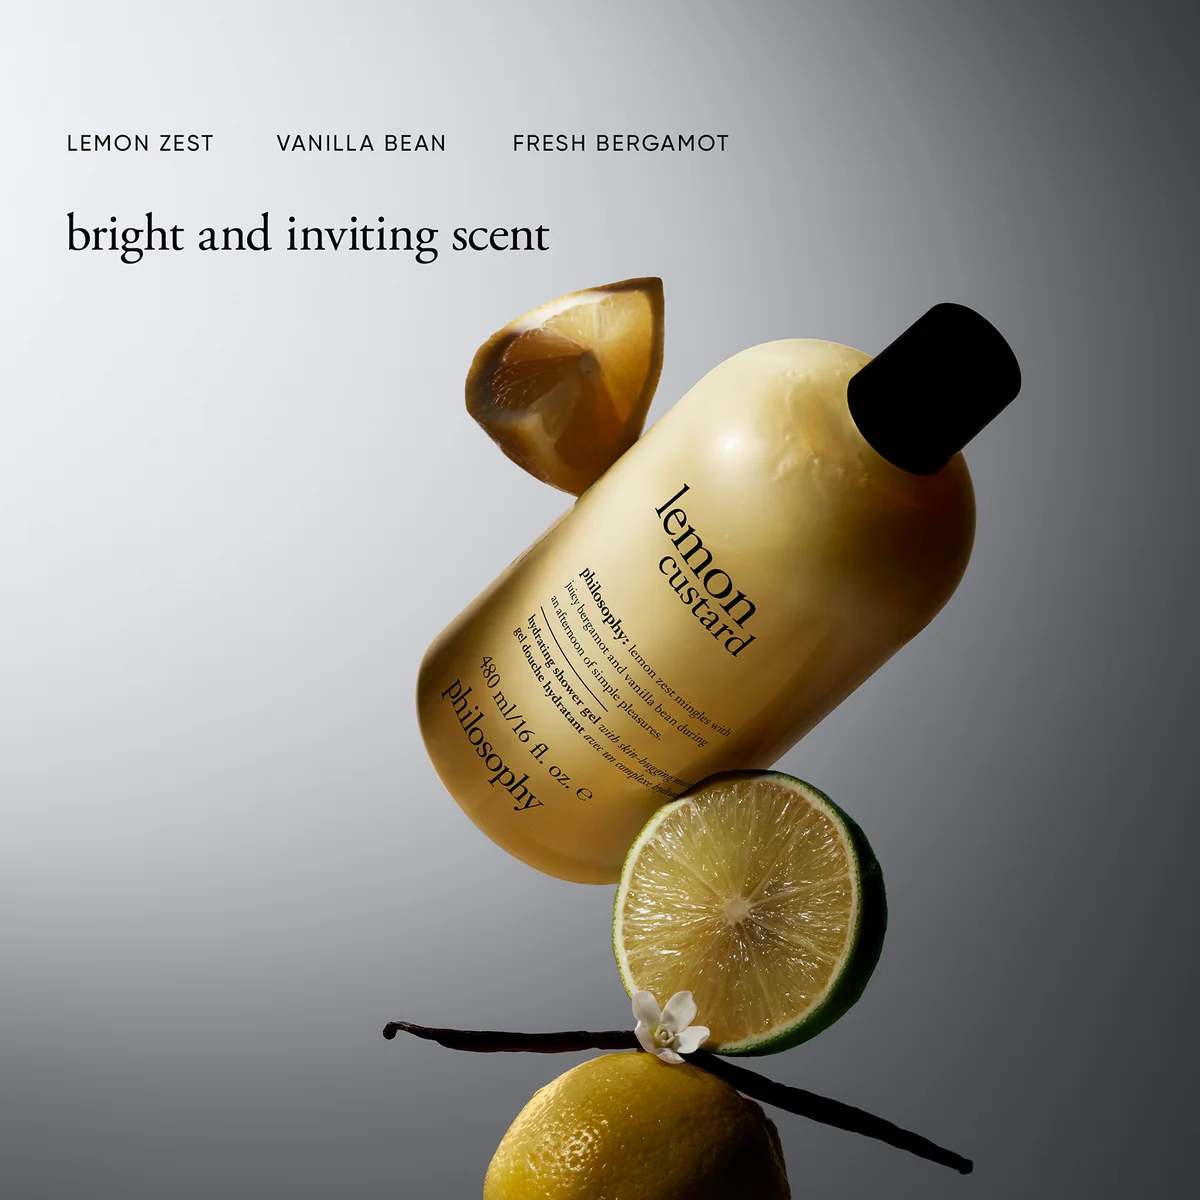 LEMON ZEST VANILLA BEAN FRESH BERGAMOT
bright and inviting scent
lemon
custard
philosophy: lemon zest mingles with
juicy bergamot and vanilla bean during
an afternoon of simple pleasures.
hydrating shower gel with skin-hugging
gel douche hydratant avec un complexe
480 ml/16 fl. oz. ℮
philosophy